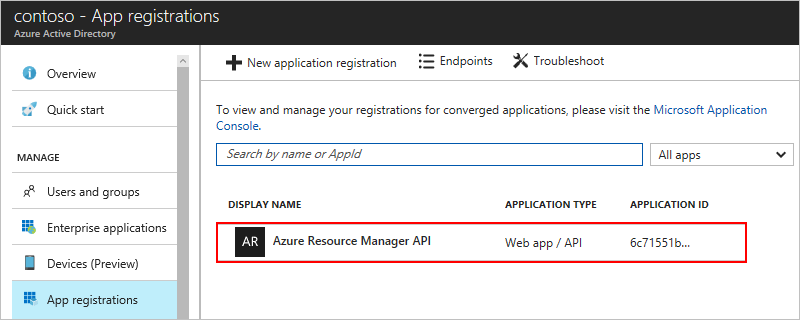 contoso - App registrations
Azure Active Directory
Overview
Quick start
MANAGE
Users and groups
Enterprise applications
Devices (Preview)
App registrations
New application registration
Endpoints
Troubleshoot
To view and manage your registrations for converged applications, please visit the Microsoft Application
Console.
Search by name or AppId
All apps
DISPLAY NAME APPLICATION TYPE APPLICATION ID
AR Azure Resource Manager API Web app / API 6c71551b...